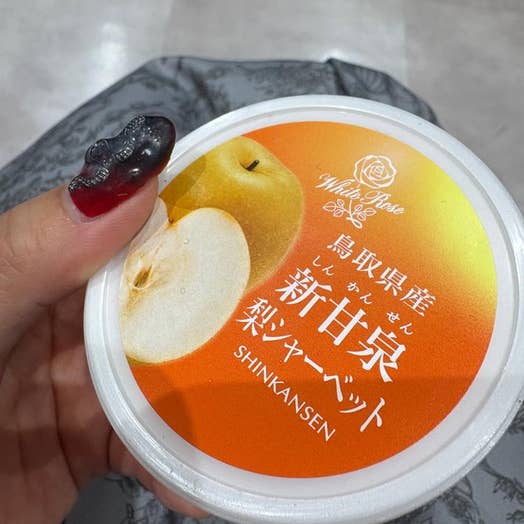 White Rose
鳥取県産
しん かん せん
新甘泉
梨シャーベット
SHINKANSEN